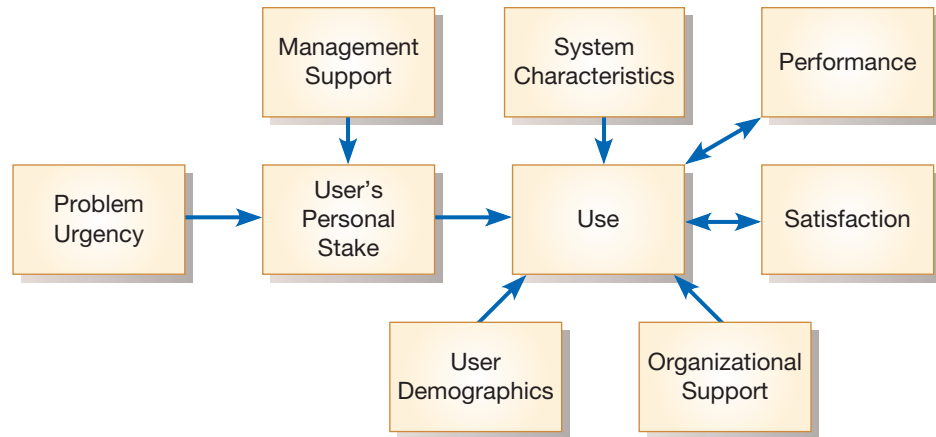 Management
Support
System
Characteristics
Performance
Problem
Urgency
User's
Personal
Stake
Use
Satisfaction
User
Demographics
Organizational
Support